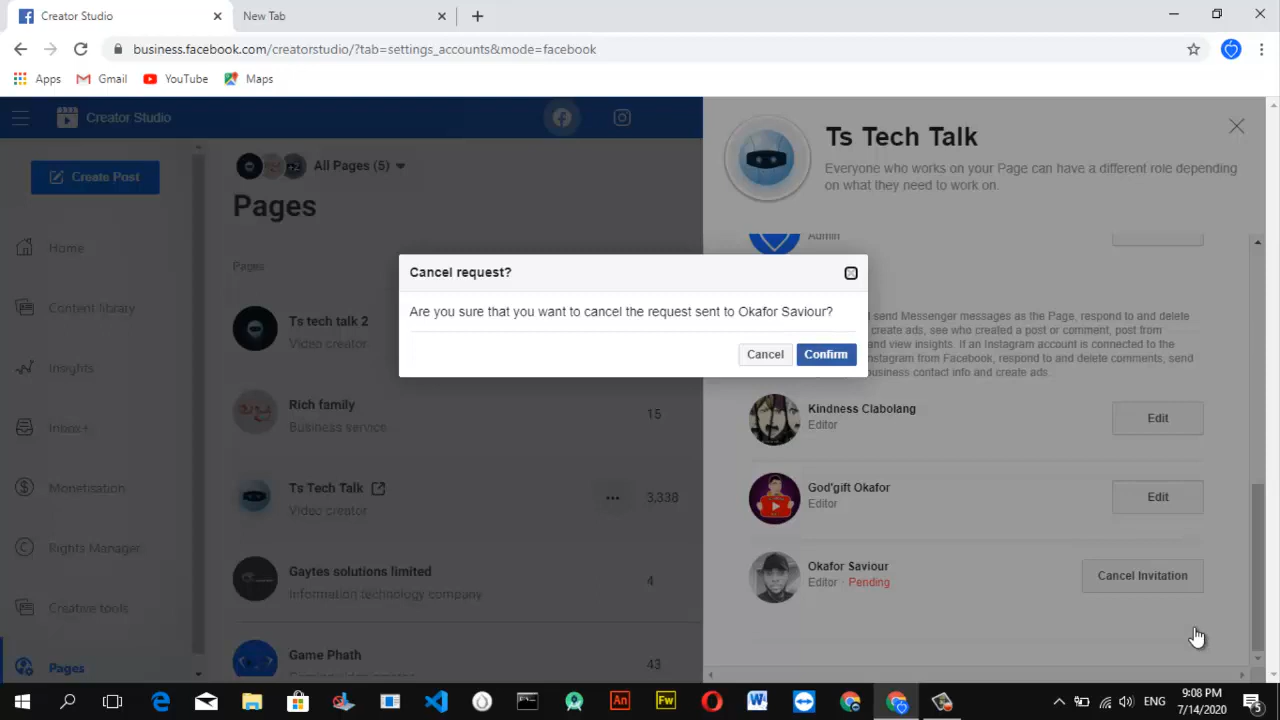 Creator Studio
New Tab
business.facebook.com/creatorstudio/?tab=settings_accounts&mode=facebook
Apps
Gmail
YouTube
Maps
Creator Studio
Create Post
Home
Content library
Insights
Inbox+
Monetisation
Rights Manager
Creative tools
Pages
All Pages (5)
Pages
Pages
Ts tech talk 2
Video creator
Rich family
Business service
15
Ts Tech Talk
Video creator
3,338
Gaytes solutions limited
Information technology company
4
Game Phath
43
Ts Tech Talk
Everyone who works on your Page can have a different role depending
on what they need to work on.
Admin
Cancel request?
Are you sure that you want to cancel the request sent to Okafor Saviour?
Cancel
Confirm
send Messenger messages as the Page, respond to and delete
create ads, see who created a post or comment, post from
and view insights. If an Instagram account is connected to the
nstagram from Facebook, respond to and delete comments, send
usiness contact info and create ads.
Kindness Clabolang
Editor
Edit
God'gift Okafor
Editor
Edit
Okafor Saviour
Editor · Pending
Cancel Invitation
An
Fw
ENG
9:08 PM
7/14/2020
5